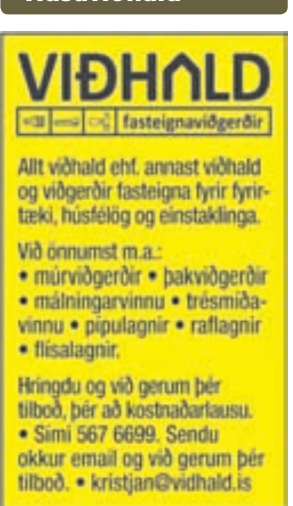 VIÐHALD
fasteignaviðgerðir
Allt viðhald ehf. annast viðhald
og viðgerðir fasteigna fyrir fyrir-
tæki, húsfélög og einstaklinga.
Við önnumst m.a.:
• múrviðgerðir • þakviðgerðir
• málningarvinnu • trésmíða-
vinnu • pípulagnir • raflagnir
• flísalagnir.
Hringdu og við gerum þér
tilboð, þér að kostnaðarlausu.
• Sími 567 6699. Sendu
okkur email og við gerum þér
tilboð. • kristjan@vidhald.is